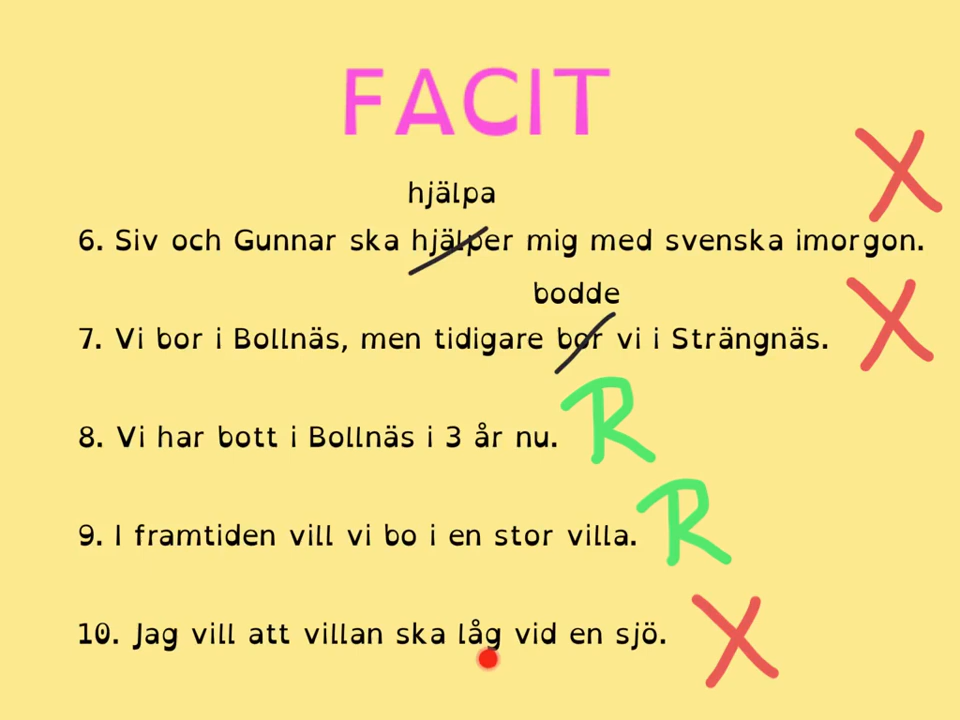 FACIT
hjälpa
6. Siv och Gunnar ska hjälper mig med svenska imorgon.
X
bodde
7. Vi bor i Bollnäs, men tidigare bor vi i Strängnäs.
X
8. Vi har bott i Bollnäs i 3 år nu.
R
9. I framtiden vill vi bo i en stor villa.
R
10. Jag vill att villan ska låg vid en sjö.
X